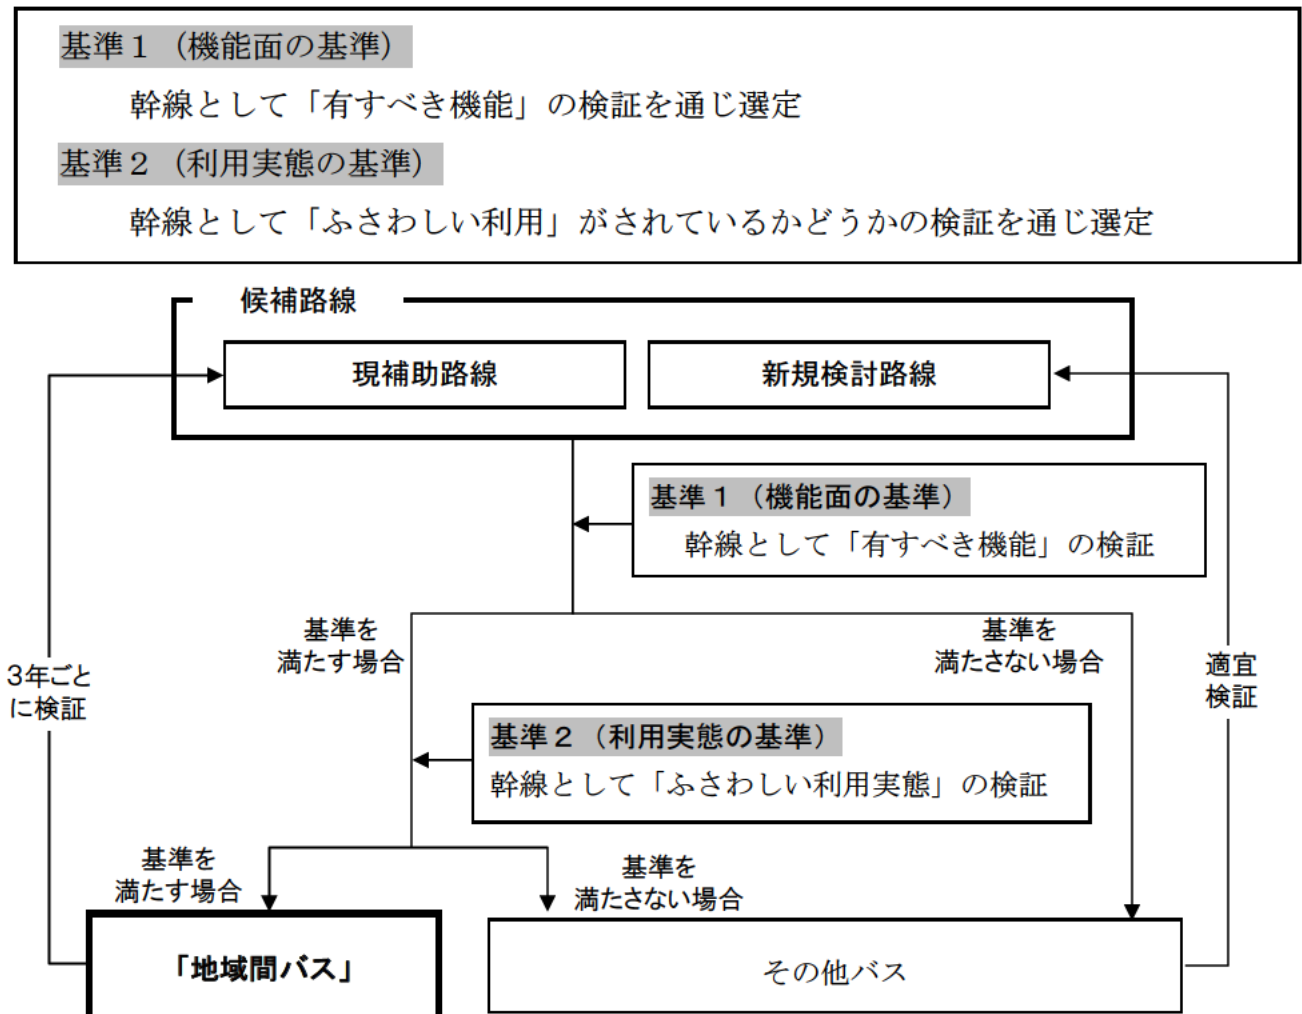 基準１（機能面の基準）
幹線として「有すべき機能」の検証を通じ選定
基準２（利用実態の基準）
幹線として「ふさわしい利用」がされているかどうかの検証を通じ選定
候補路線
現補助路線
新規検討路線
基準１（機能面の基準）
幹線として「有すべき機能」の検証
基準を
満たす場合
基準を
満たさない場合
3年ごと
に検証
適宜
検証
基準２（利用実態の基準）
幹線として「ふさわしい利用実態」の検証
基準を
満たす場合
基準を
満たさない場合
「地域間バス」
その他バス